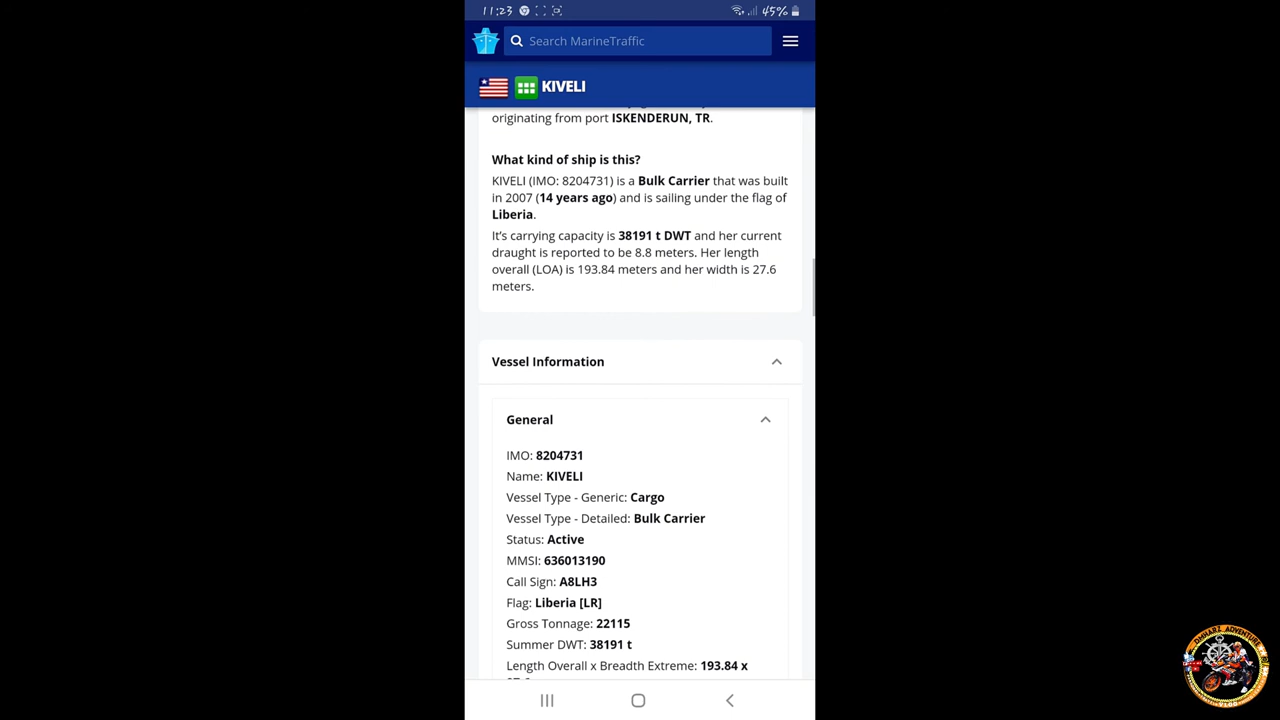 11:23 45%
Search MarineTraffic
KIVELI
originating from port ISKENDERUN, TR.
What kind of ship is this?
KIVELI (IMO: 8204731) is a Bulk Carrier that was built
in 2007 (14 years ago) and is sailing under the flag of
Liberia.
It's carrying capacity is 38191 t DWT and her current
draught is reported to be 8.8 meters. Her length
overall (LOA) is 193.84 meters and her width is 27.6
meters.
Vessel Information
General
IMO: 8204731
Name: KIVELI
Vessel Type - Generic: Cargo
Vessel Type - Detailed: Bulk Carrier
Status: Active
MMSI: 636013190
Call Sign: A8LH3
Flag: Liberia [LR]
Gross Tonnage: 22115
Summer DWT: 38191 t
Length Overall x Breadth Extreme: 193.84 x
VLOG